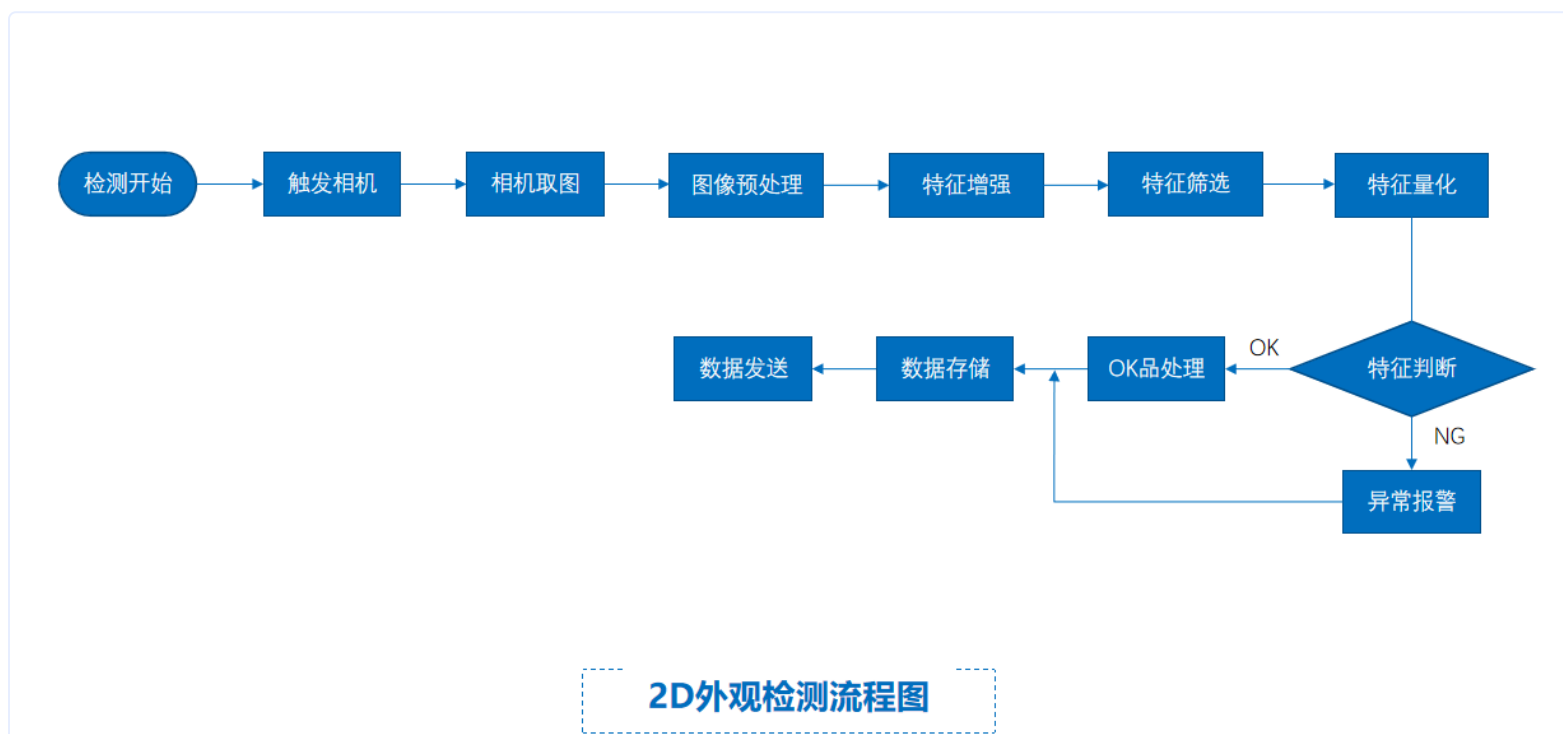 检测开始
触发相机
相机取图
图像预处理
特征增强
特征筛选
特征量化
数据发送
数据存储
OK品处理
OK
特征判断
NG
异常报警
2D外观检测流程图